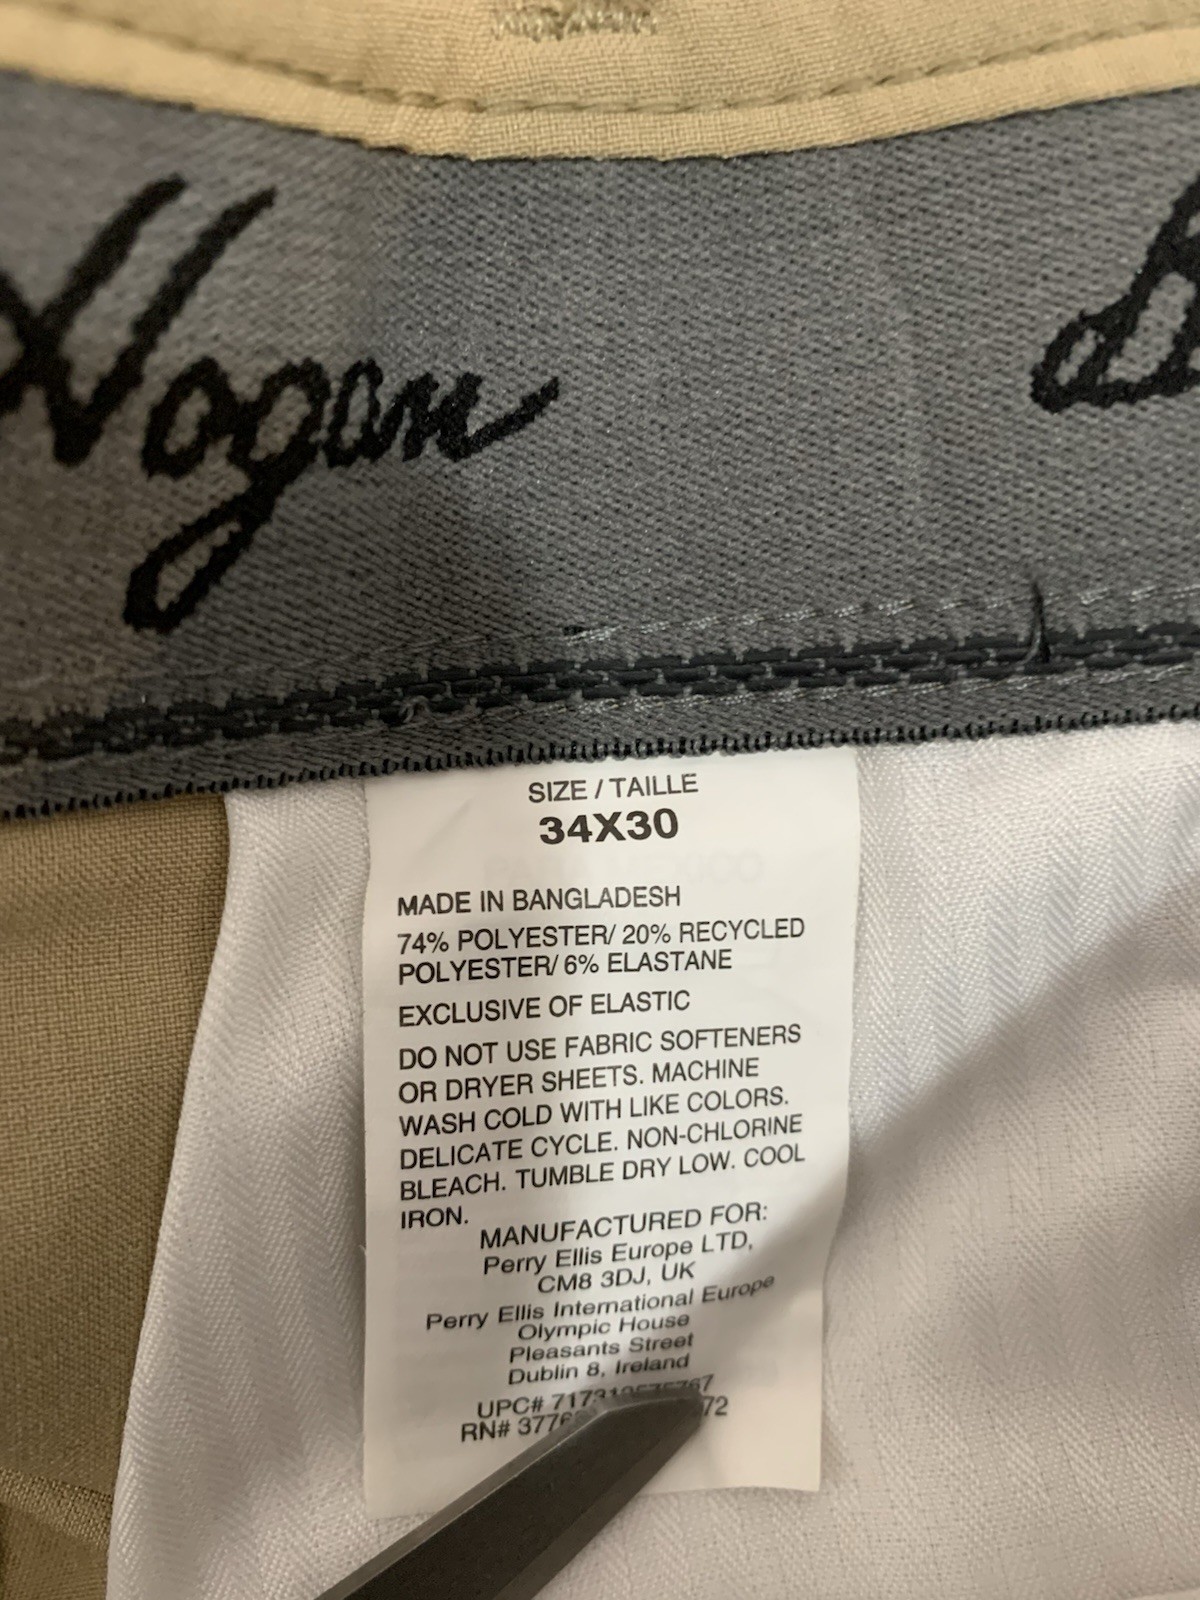 Hogan
SIZE / TAILLE
34X30
MADE IN BANGLADESH
74% POLYESTER/ 20% RECYCLED
POLYESTER/ 6% ELASTANE
EXCLUSIVE OF ELASTIC
DO NOT USE FABRIC SOFTENERS
OR DRYER SHEETS. MACHINE
WASH COLD WITH LIKE COLORS.
DELICATE CYCLE. NON-CHLORINE
BLEACH. TUMBLE DRY LOW. COOL
IRON.
MANUFACTURED FOR:
Perry Ellis Europe LTD,
CM8 3DJ, UK
Perry Ellis International Europe
Olympic House
Pleasants Street
Dublin 8, Ireland
UPC#
RN#